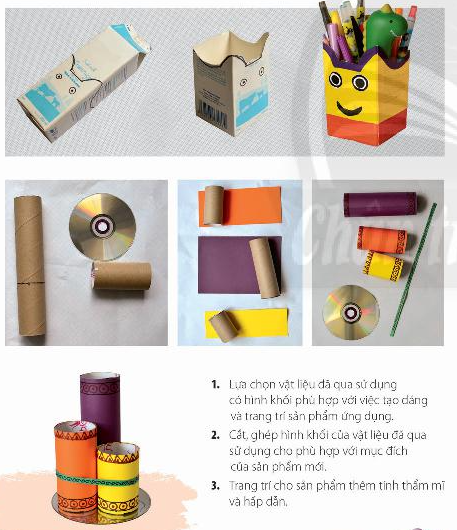 1. Lựa chọn vật liệu đã qua sử dụng
có hình khối phù hợp với việc tạo dáng
và trang trí sản phẩm ứng dụng.
2. Cắt, ghép hình khối của vật liệu đã qua
sử dụng cho phù hợp với mục đích
của sản phẩm mới.
3. Trang trí cho sản phẩm thêm tính thẩm mĩ
và hấp dẫn.